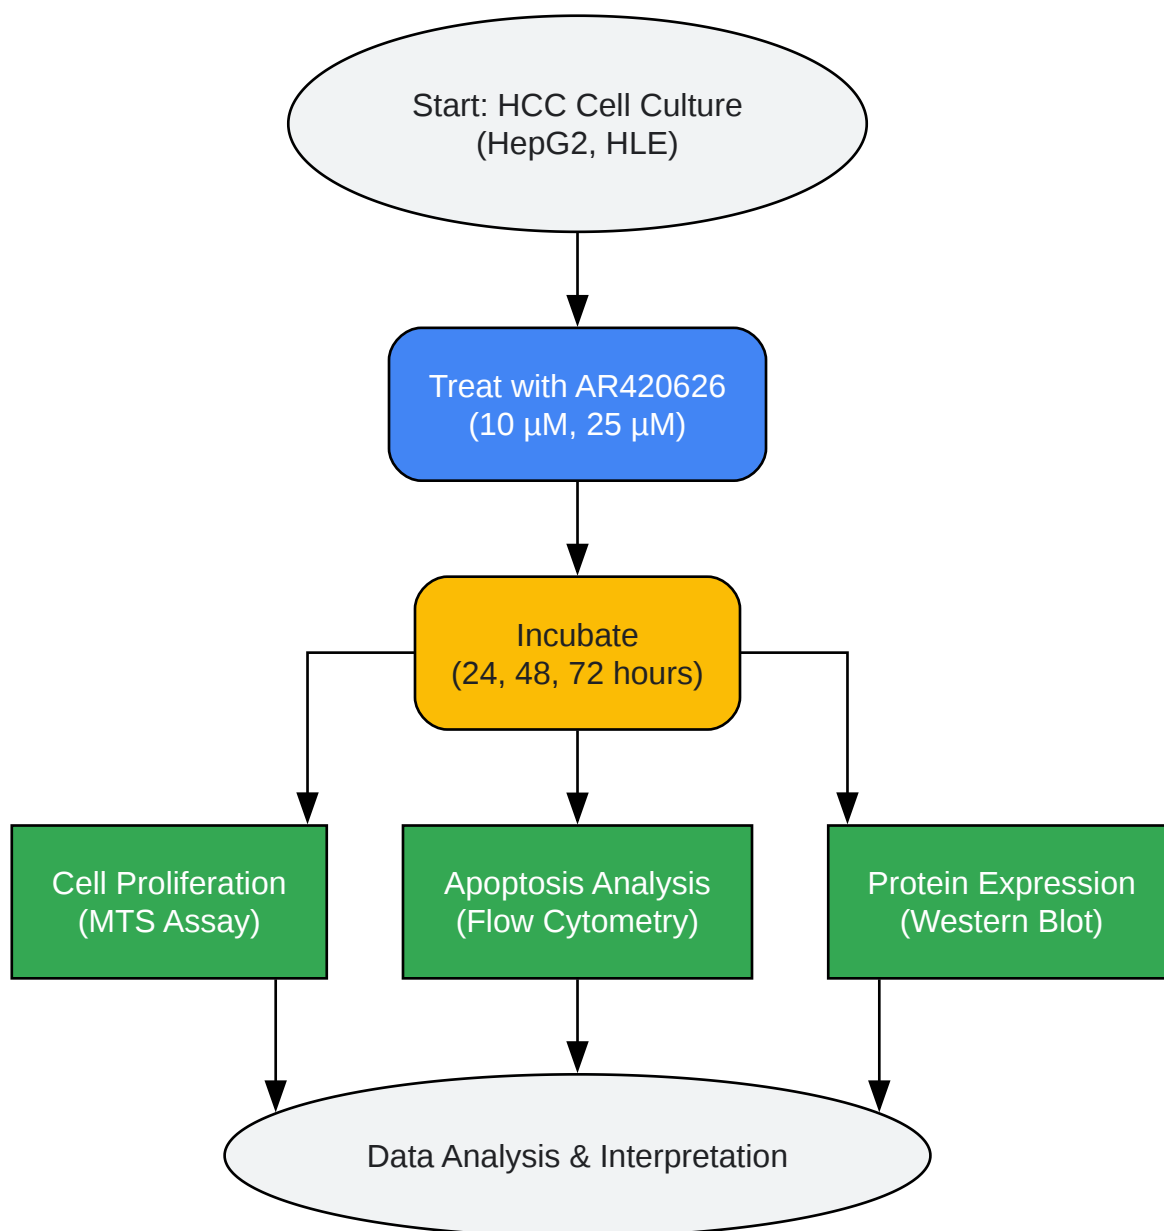 Start: HCC Cell Culture
(HepG2, HLE)
Treat with AR420626
(10 µM, 25 µM)
Incubate
(24, 48, 72 hours)
Cell Proliferation
(MTS Assay)
Apoptosis Analysis
(Flow Cytometry)
Protein Expression
(Western Blot)
Data Analysis & Interpretation